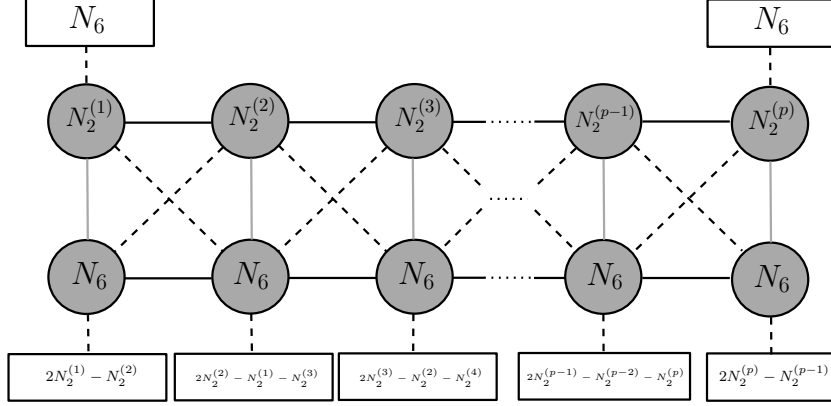 N_6 N_6
N_2^{(1)} N_2^{(2)} N_2^{(3)} N_2^{(p-1)} N_2^{(p)}
N_6 N_6 N_6 N_6 N_6
2N_2^{(1)} − N_2^{(2)} 2N_2^{(2)} − N_2^{(1)} − N_2^{(3)} 2N_2^{(3)} − N_2^{(2)} − N_2^{(4)} 2N_2^{(p-1)} − N_2^{(p-2)} − N_2^{(p)} 2N_2^{(p)} − N_2^{(p-1)}